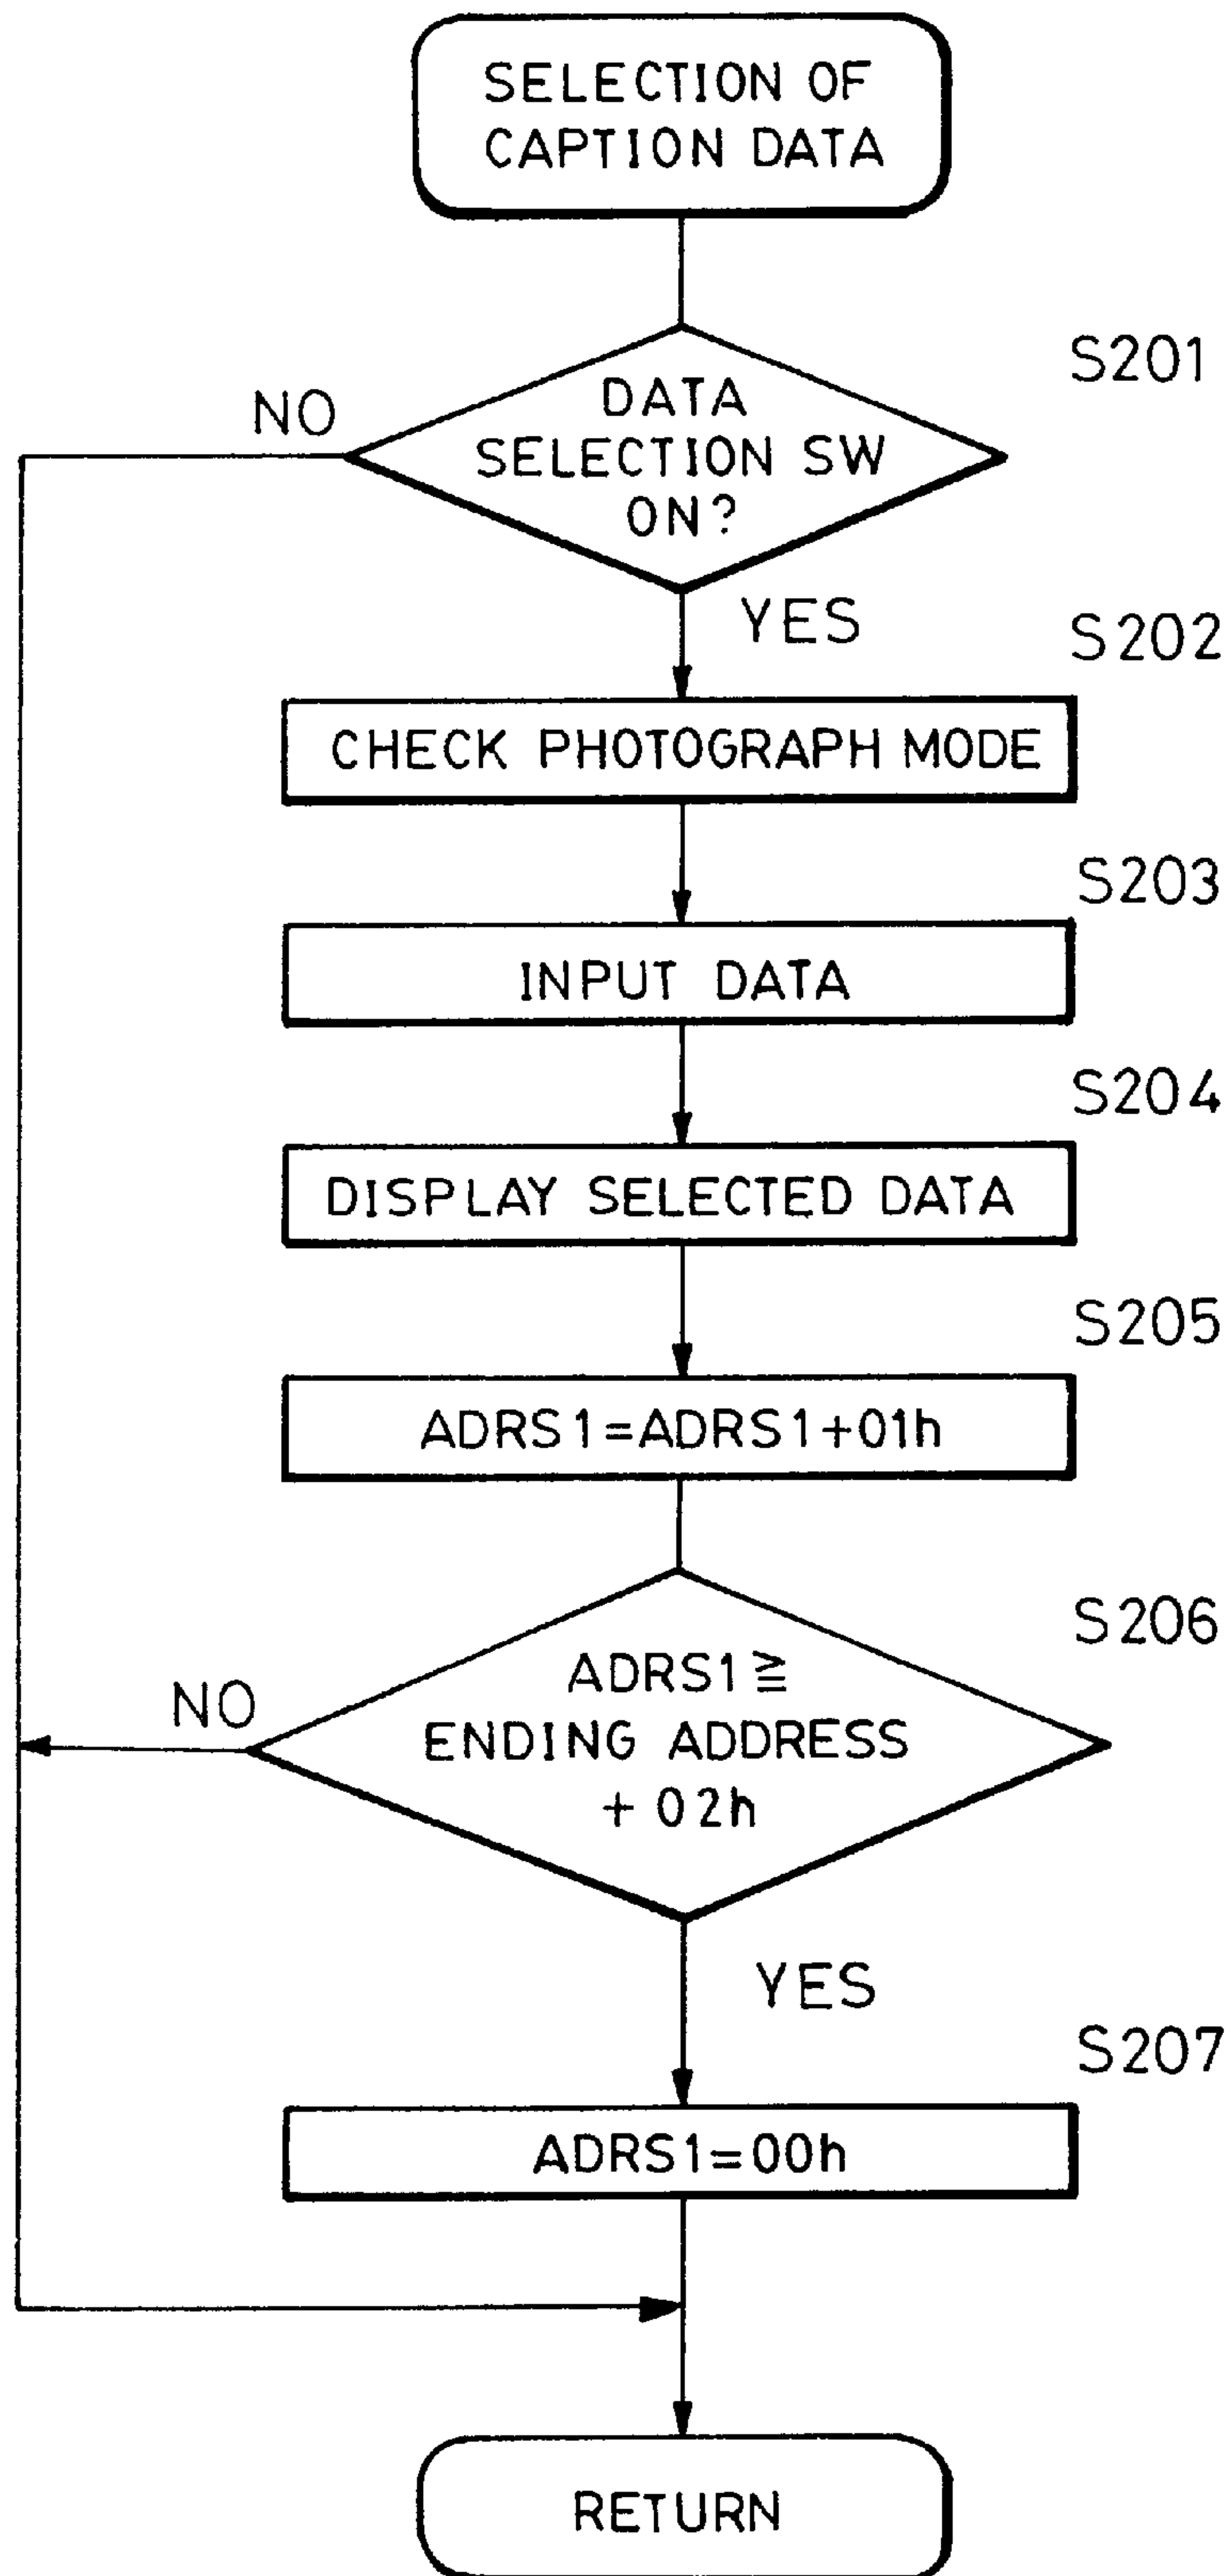 SELECTION OF
CAPTION DATA
S201
NO
DATA
SELECTION SW
ON?
YES
S202
CHECK PHOTOGRAPH MODE
S203
INPUT DATA
S204
DISPLAY SELECTED DATA
S205
ADRS1=ADRS1+01h
S206
NO
ADRS1≧
ENDING ADDRESS
+02h
YES
S207
ADRS1=00h
RETURN